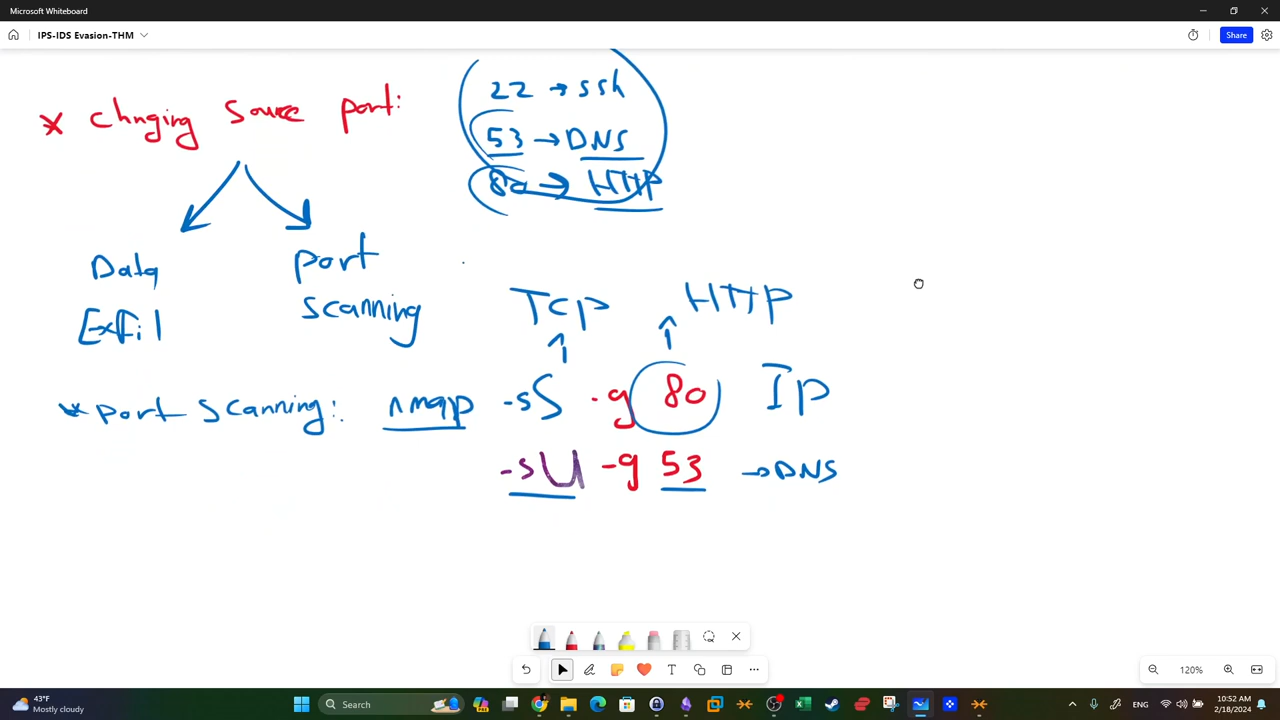 Microsoft Whiteboard
IPS-IDS Evasion-THM
Share
22 → ssh
* Chnging Source port:
53 → DNS
80 → HTTP
Data
Exfil
port
scanning
TCP
HTTP
* port scanning: nmap -sS -g 80 IP
-sU -g 53 → DNS
T
120%
43°F
Mostly cloudy
Search
ENG
10:52 AM
2/18/2024